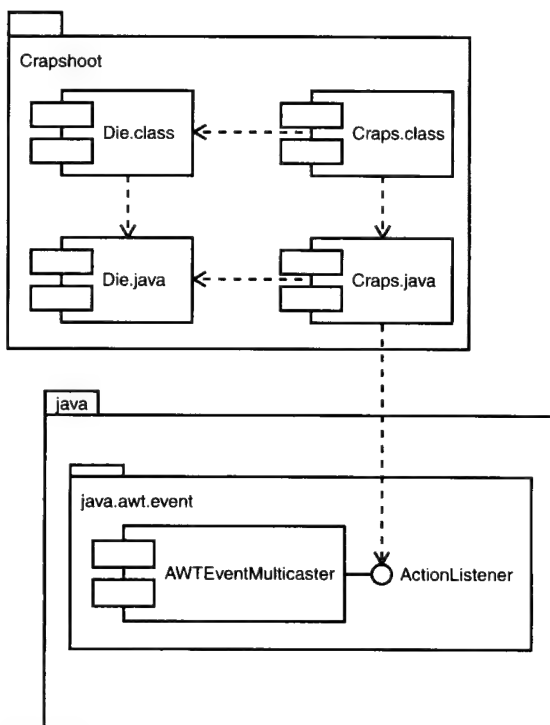 Crapshoot
Die.class
Craps.class
Die.java
Craps.java
java
java.awt.event
AWTEventMulticaster
ActionListener